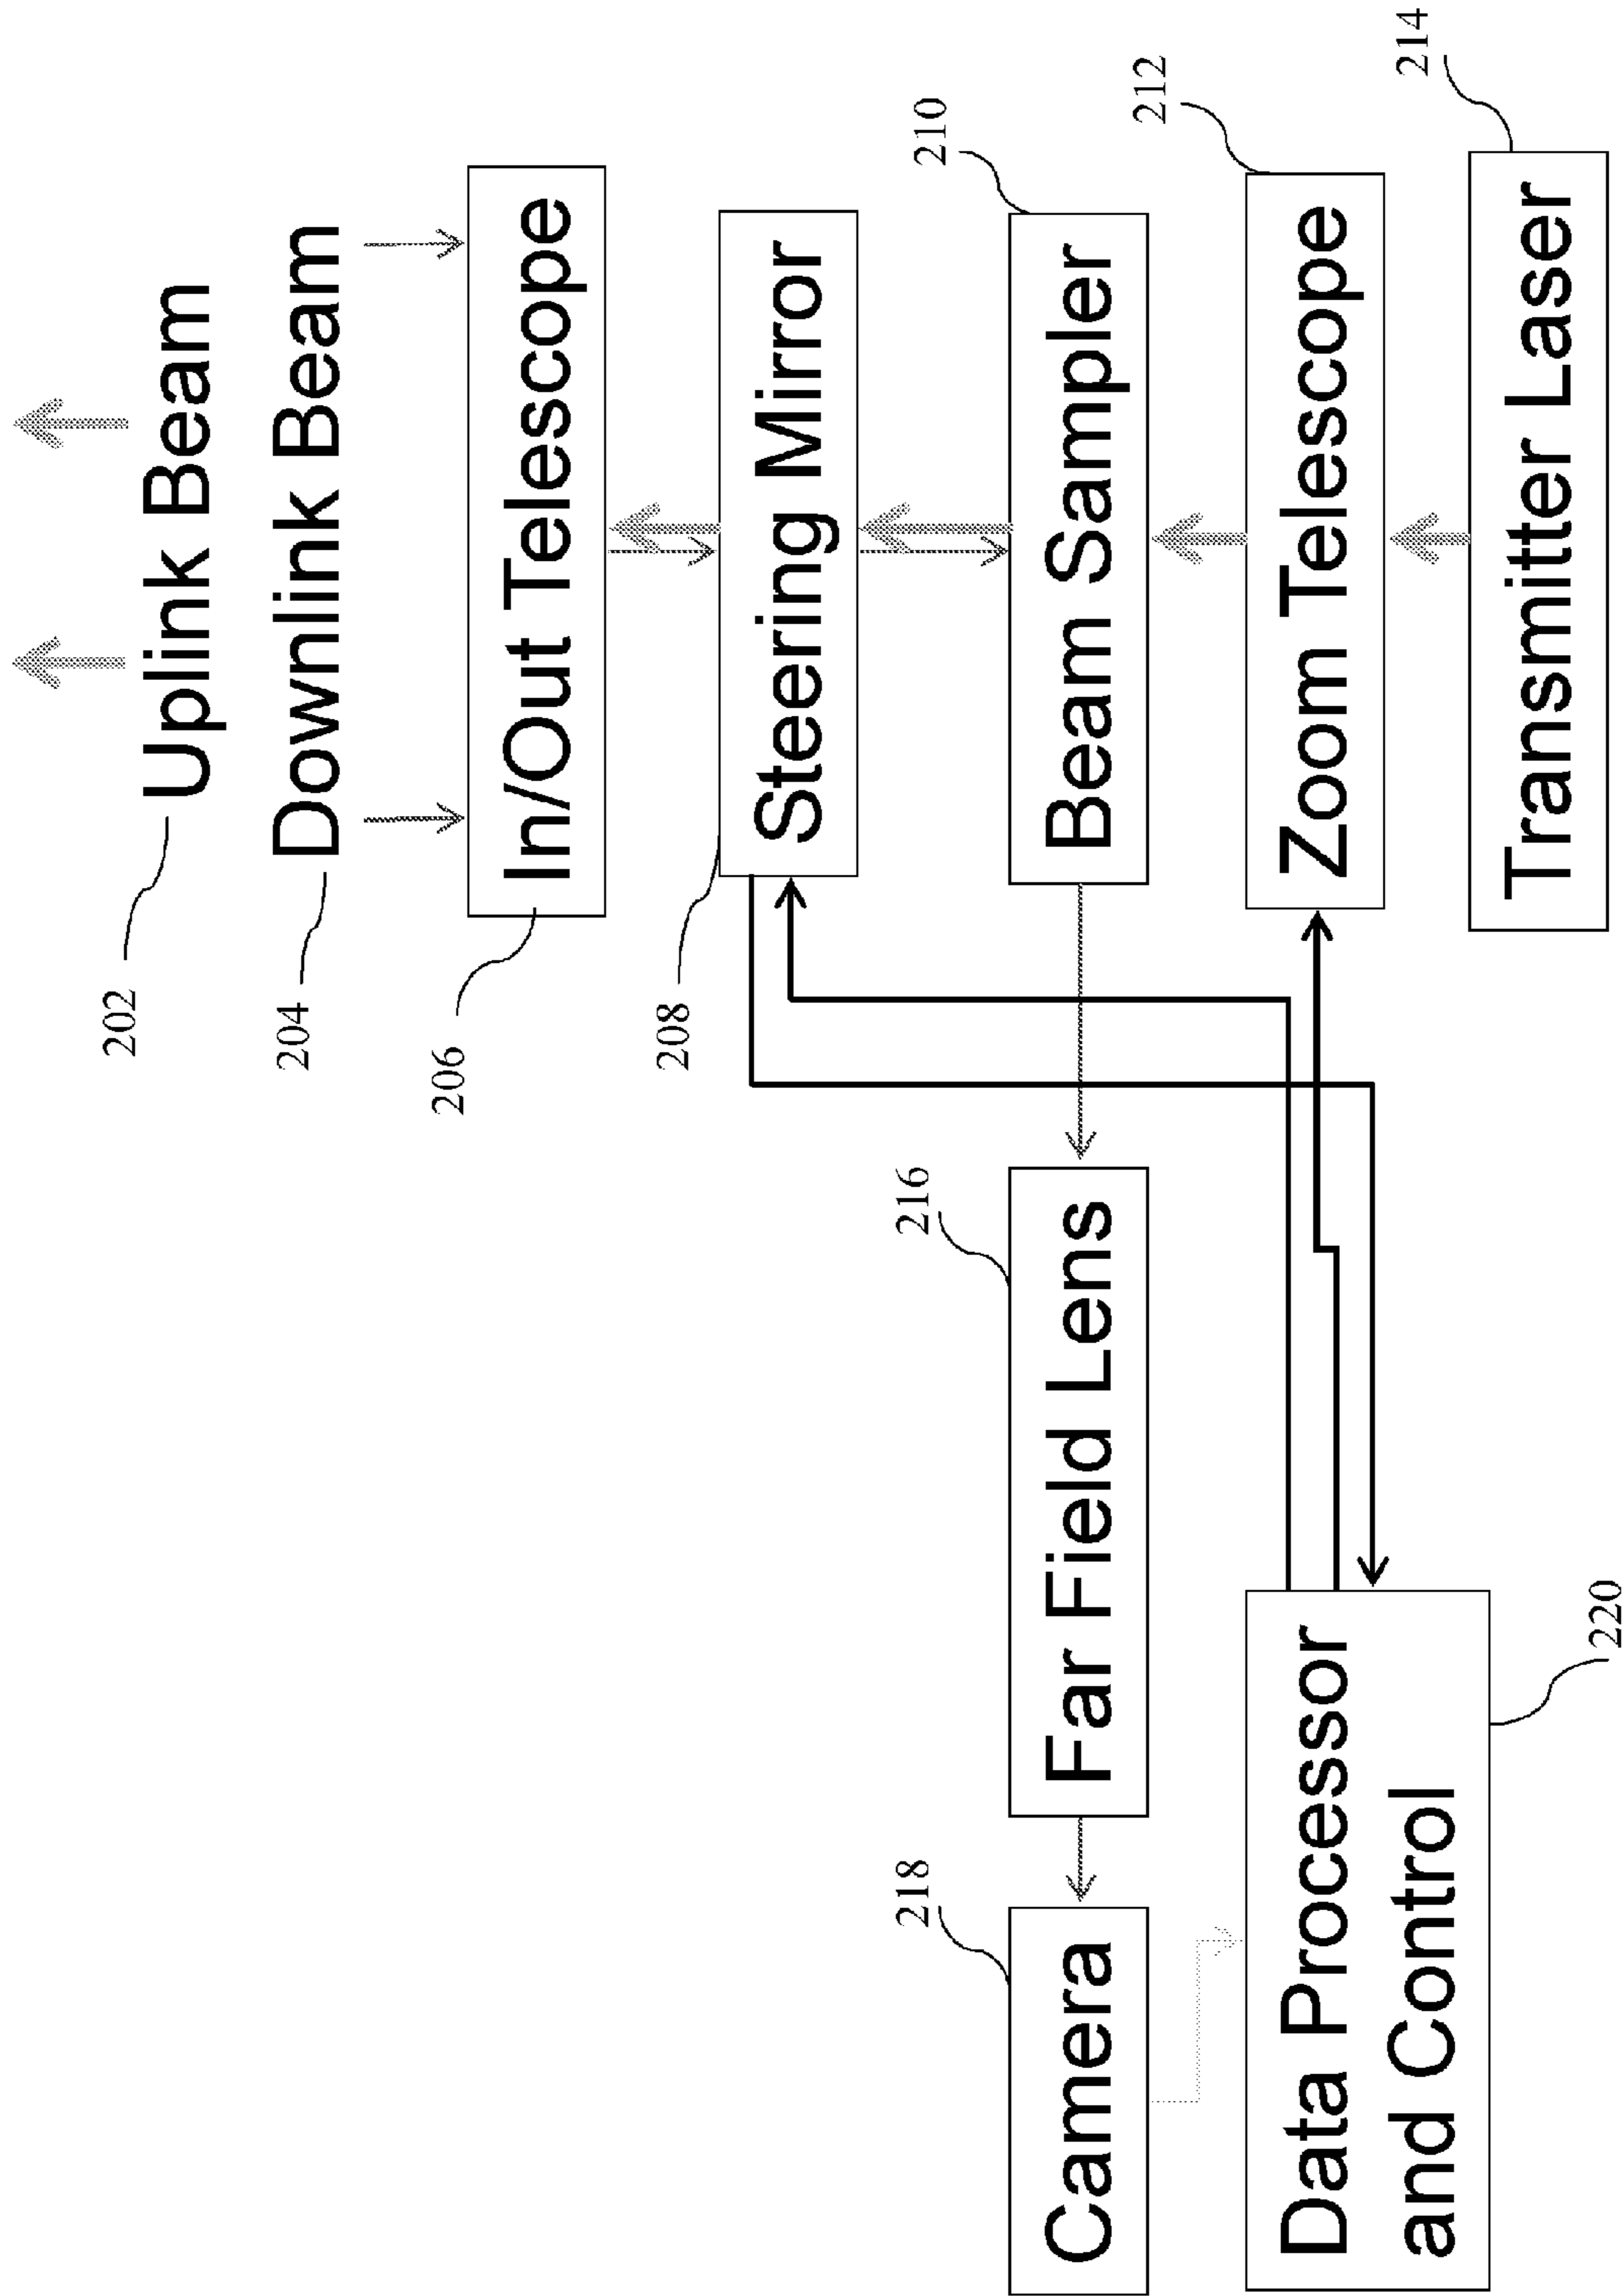 202
Uplink Beam
204
Downlink Beam
206
In/Out Telescope
208
Steering Mirror
210
Beam Sampler
212
Zoom Telescope
214
Transmitter Laser
216
Far Field Lens
218
Camera
220
Data Processor
and Control